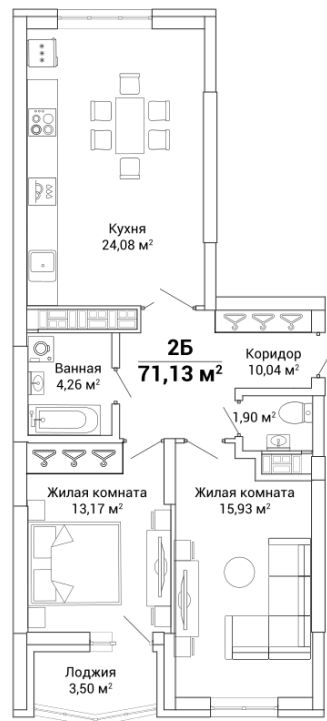 Кухня
24,08 м²
2Б
71,13 м²
Коридор
10,04 м²
Ванная
4,26 м²
1,90 м²
Жилая комната
13,17 м²
Жилая комната
15,93 м²
Лоджия
3,50 м²